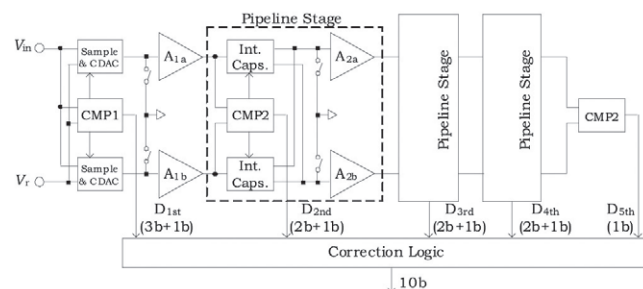 Pipeline Stage
Vin
Sample
& CDAC
A1a
Int.
Caps.
A2a
CMP1
CMP2
Pipeline Stage
Pipeline Stage
CMP2
Vr
Sample
& CDAC
A1b
Int.
Caps.
A2b
D1st
(3b+1b)
D2nd
(2b+1b)
D3rd
(2b+1b)
D4th
(2b+1b)
D5th
(1b)
Correction Logic
10b